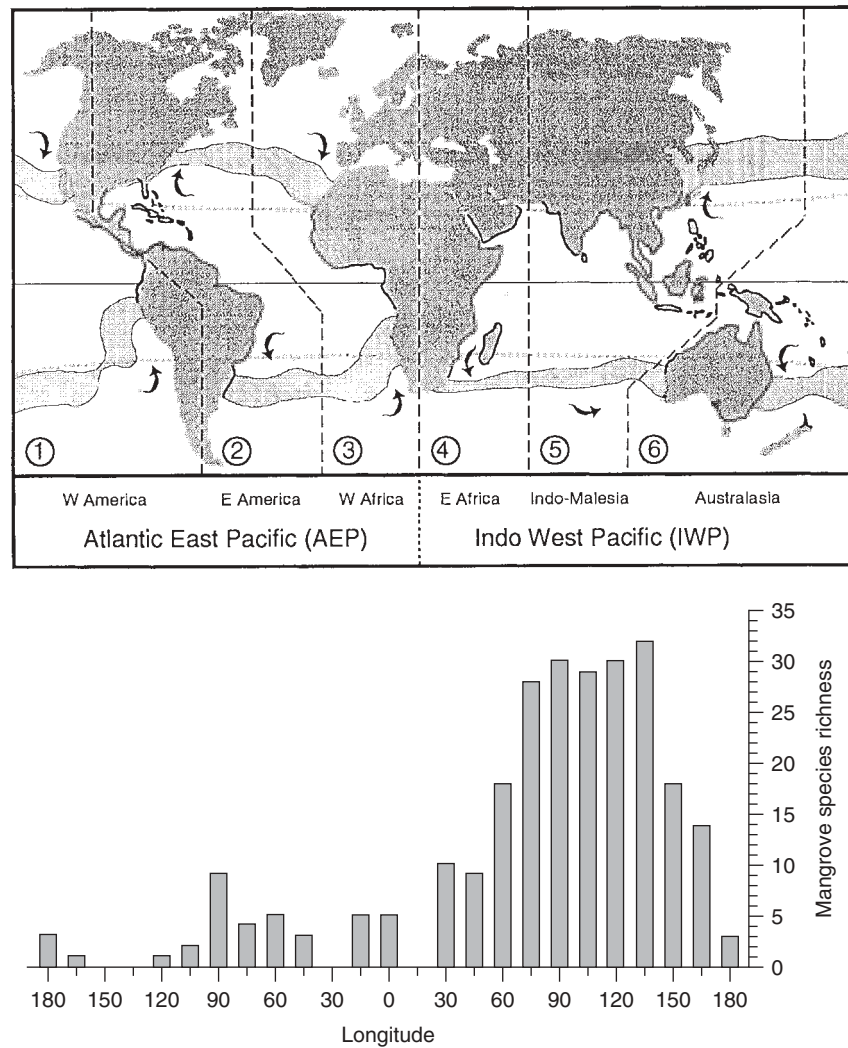 ① ② ③ ④ ⑤ ⑥
W America E America W Africa E Africa Indo-Malesia Australasia
Atlantic East Pacific (AEP) Indo West Pacific (IWP)
35
30
25
20
15
10
5
0
Mangrove species richness
180 150 120 90 60 30 0 30 60 90 120 150 180
Longitude